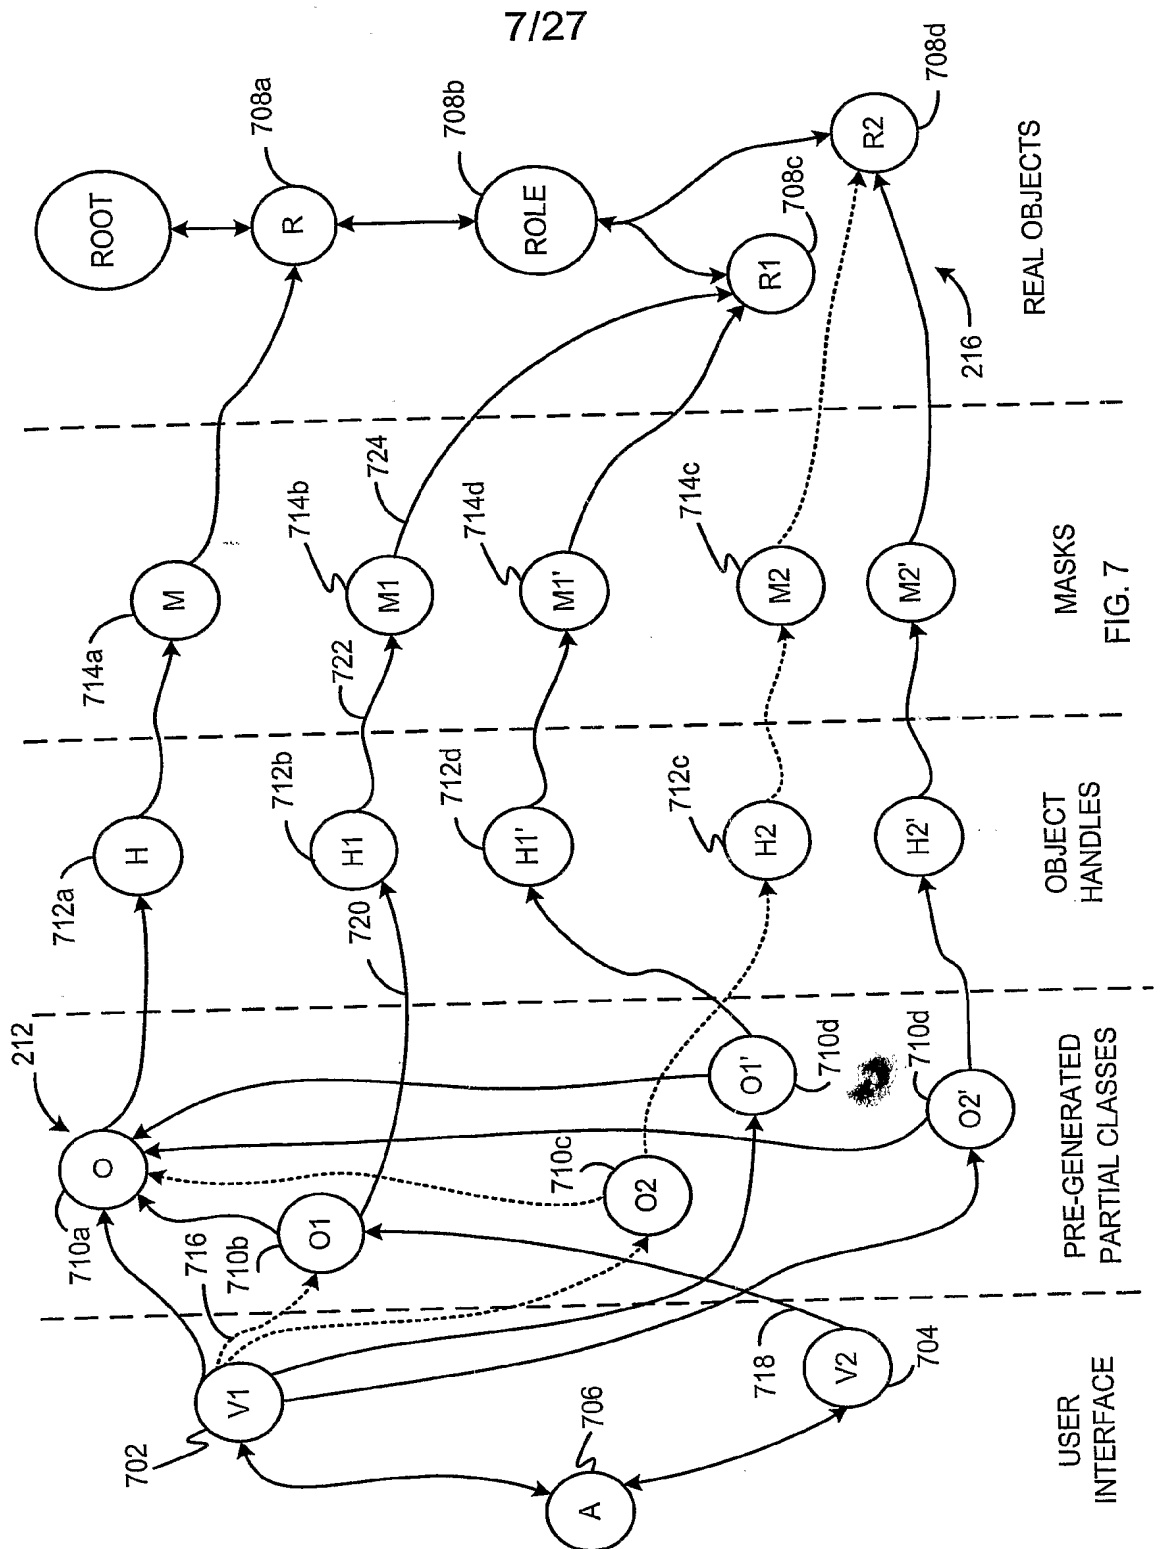 7/27
702
V1
A
706
V2
704
718
716
USER
INTERFACE
212
O
710a
710b
O1
710c
O2
O1'
710d
710d
O2'
PRE-GENERATED
PARTIAL CLASSES
712a
H
720
712b
H1
712d
H1'
712c
H2
H2'
OBJECT
HANDLES
714a
M
722
714b
M1
724
714d
M1'
714c
M2
M2'
MASKS
FIG. 7
ROOT
708a
R
708b
ROLE
R1
708c
R2
708d
216
REAL OBJECTS